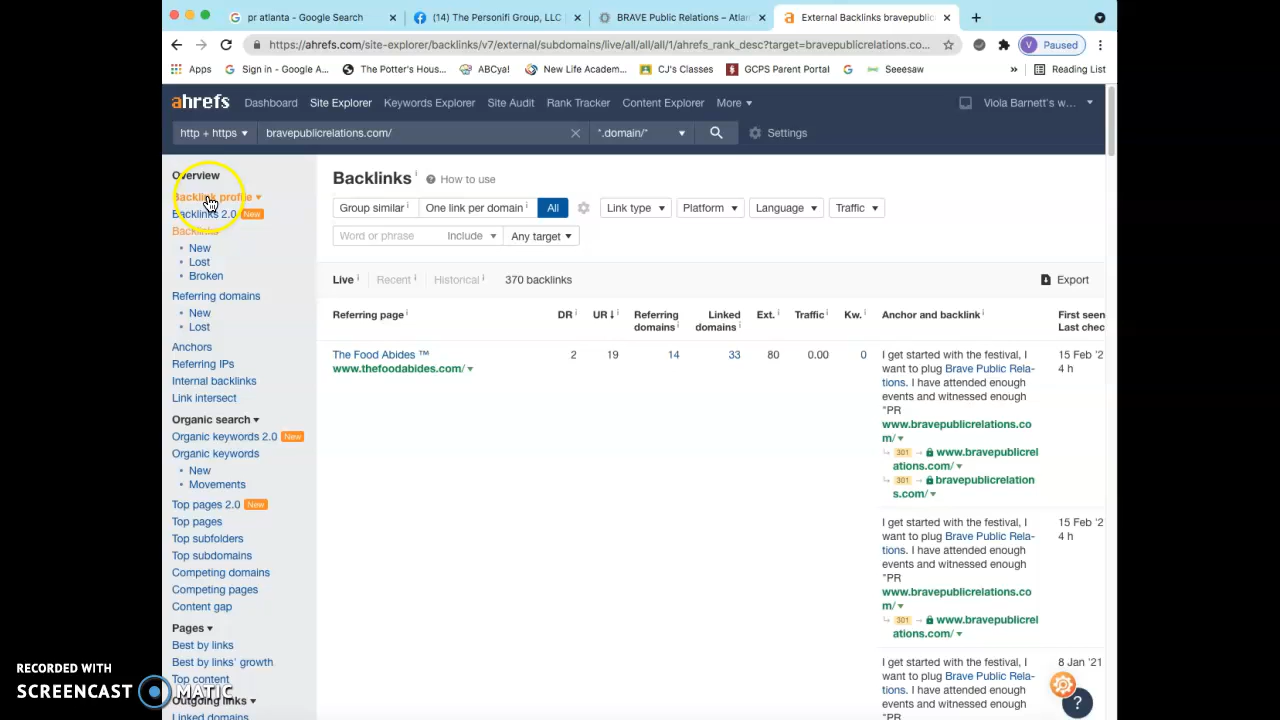 pr atlanta - Google Search
(14) The Personifi Group, LLC
BRAVE Public Relations – Atlan
External Backlinks bravepublic
https://ahrefs.com/site-explorer/backlinks/v7/external/subdomains/live/all/all/all/1/ahrefs_rank_desc?target=bravepublicrelations.co...
Paused
Apps
Sign in - Google A...
The Potter's Hous...
ABCya!
New Life Academ...
CJ's Classes
GCPS Parent Portal
Seeesaw
»
Reading List
ahrefs
Dashboard
Site Explorer
Keywords Explorer
Site Audit
Rank Tracker
Content Explorer
More
Viola Barnett's w...
http + https
bravepublicrelations.com/
*.domain/*
Settings
Overview
Backlink profile
Backlinks 2.0 New
Backlinks
• New
• Lost
• Broken
Referring domains
• New
• Lost
Anchors
Referring IPs
Internal backlinks
Link intersect
Organic search
Organic keywords 2.0 New
Organic keywords
• New
• Movements
Top pages 2.0 New
Top pages
Top subfolders
Top subdomains
Competing domains
Competing pages
Content gap
Pages
Best by links
Best by links' growth
Top content
Outgoing links
Linked domains
Backlinks
How to use
Group similar
One link per domain
All
Link type
Platform
Language
Traffic
Word or phrase
Include
Any target
Live
Recent
Historical
370 backlinks
Export
Referring page
DR
UR
Referring domains
Linked domains
Ext.
Traffic
Kw.
Anchor and backlink
First seen
Last chec
The Food Abides ™
www.thefoodabides.com/
2
19
14
33
80
0.00
0
I get started with the festival, I
want to plug Brave Public Rela-
tions. I have attended enough
events and witnessed enough
"PR
www.bravepublicrelations.co
m/
301 → www.bravepublicrel
ations.com/
301 → bravepublicrelation
s.com/
15 Feb '2
4 h
I get started with the festival, I
want to plug Brave Public Rela-
tions. I have attended enough
events and witnessed enough
"PR
www.bravepublicrelations.co
m/
301 → www.bravepublicrel
ations.com/
15 Feb '2
4 h
I get started with the festival, I
want to plug Brave Public Rela-
tions. I have attended enough
events and witnessed enough
8 Jan '21
?
RECORDED WITH
SCREENCAST MATIC